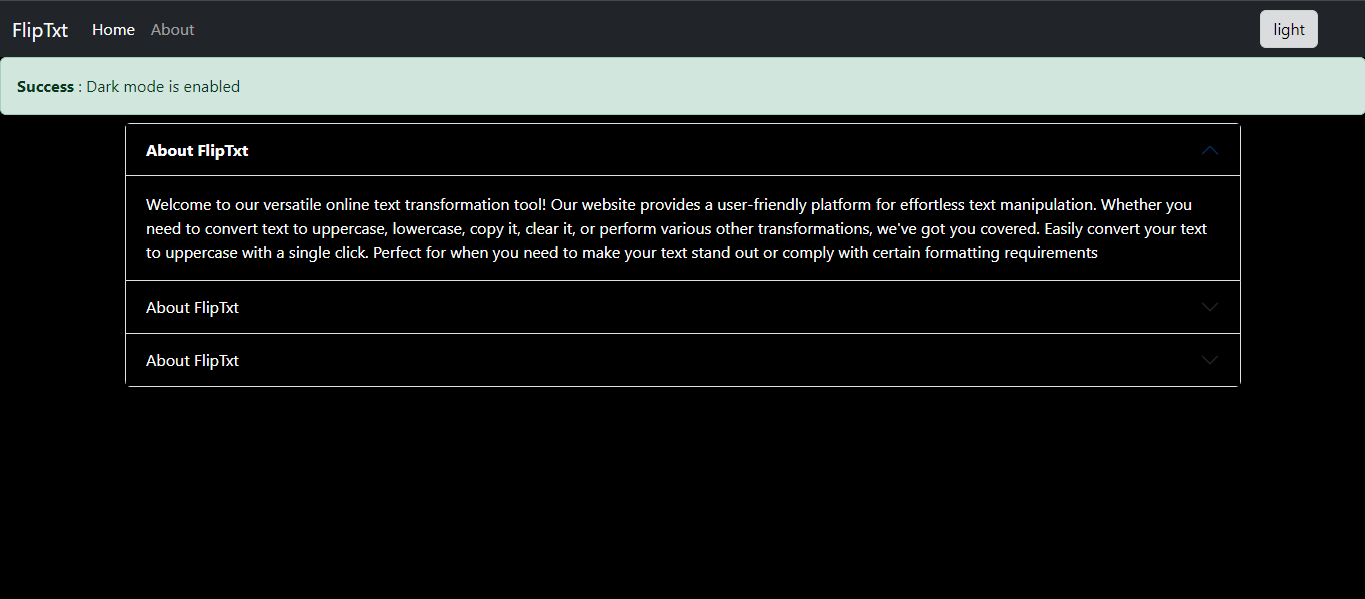 FlipTxt Home About light
Success : Dark mode is enabled
About FlipTxt
Welcome to our versatile online text transformation tool! Our website provides a user-friendly platform for effortless text manipulation. Whether you
need to convert text to uppercase, lowercase, copy it, clear it, or perform various other transformations, we've got you covered. Easily convert your text
to uppercase with a single click. Perfect for when you need to make your text stand out or comply with certain formatting requirements
About FlipTxt
About FlipTxt